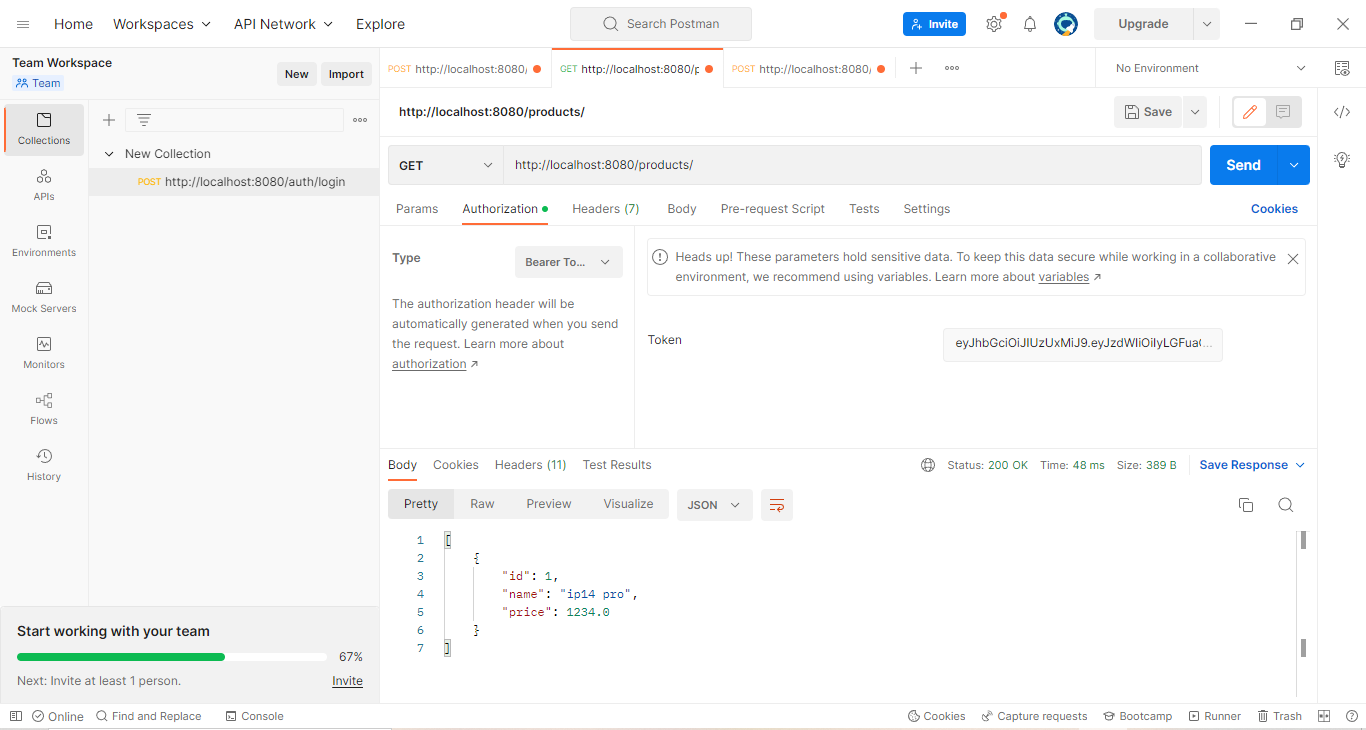 Home Workspaces API Network Explore Search Postman Invite Upgrade
Team Workspace
Team
New Import
POST http://localhost:8080/ GET http://localhost:8080/p POST http://localhost:8080/ No Environment
Collections
APIs
Environments
Mock Servers
Monitors
Flows
History
New Collection
POST http://localhost:8080/auth/login
http://localhost:8080/products/ Save
GET http://localhost:8080/products/ Send
Params Authorization Headers (7) Body Pre-request Script Tests Settings Cookies
Type Bearer To...
The authorization header will be
automatically generated when you send
the request. Learn more about
authorization ↗
Heads up! These parameters hold sensitive data. To keep this data secure while working in a collaborative
environment, we recommend using variables. Learn more about variables ↗
Token
Body Cookies Headers (11) Test Results Status: 200 OK Time: 48 ms Size: 389 B Save Response
Pretty Raw Preview Visualize JSON
1 [
2 {
3 "id": 1,
4 "name": "ip14 pro",
5 "price": 1234.0
6 }
7 ]
Start working with your team
67%
Next: Invite at least 1 person. Invite
Online Find and Replace Console Cookies Capture requests Bootcamp Runner Trash